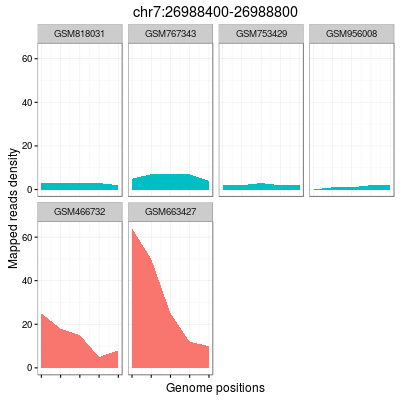 chr7:26988400-26988800
GSM818031 GSM767343 GSM753429 GSM956008
60
40
20
0
GSM466732 GSM663427
60
40
20
0
Mapped reads density
Genome positions